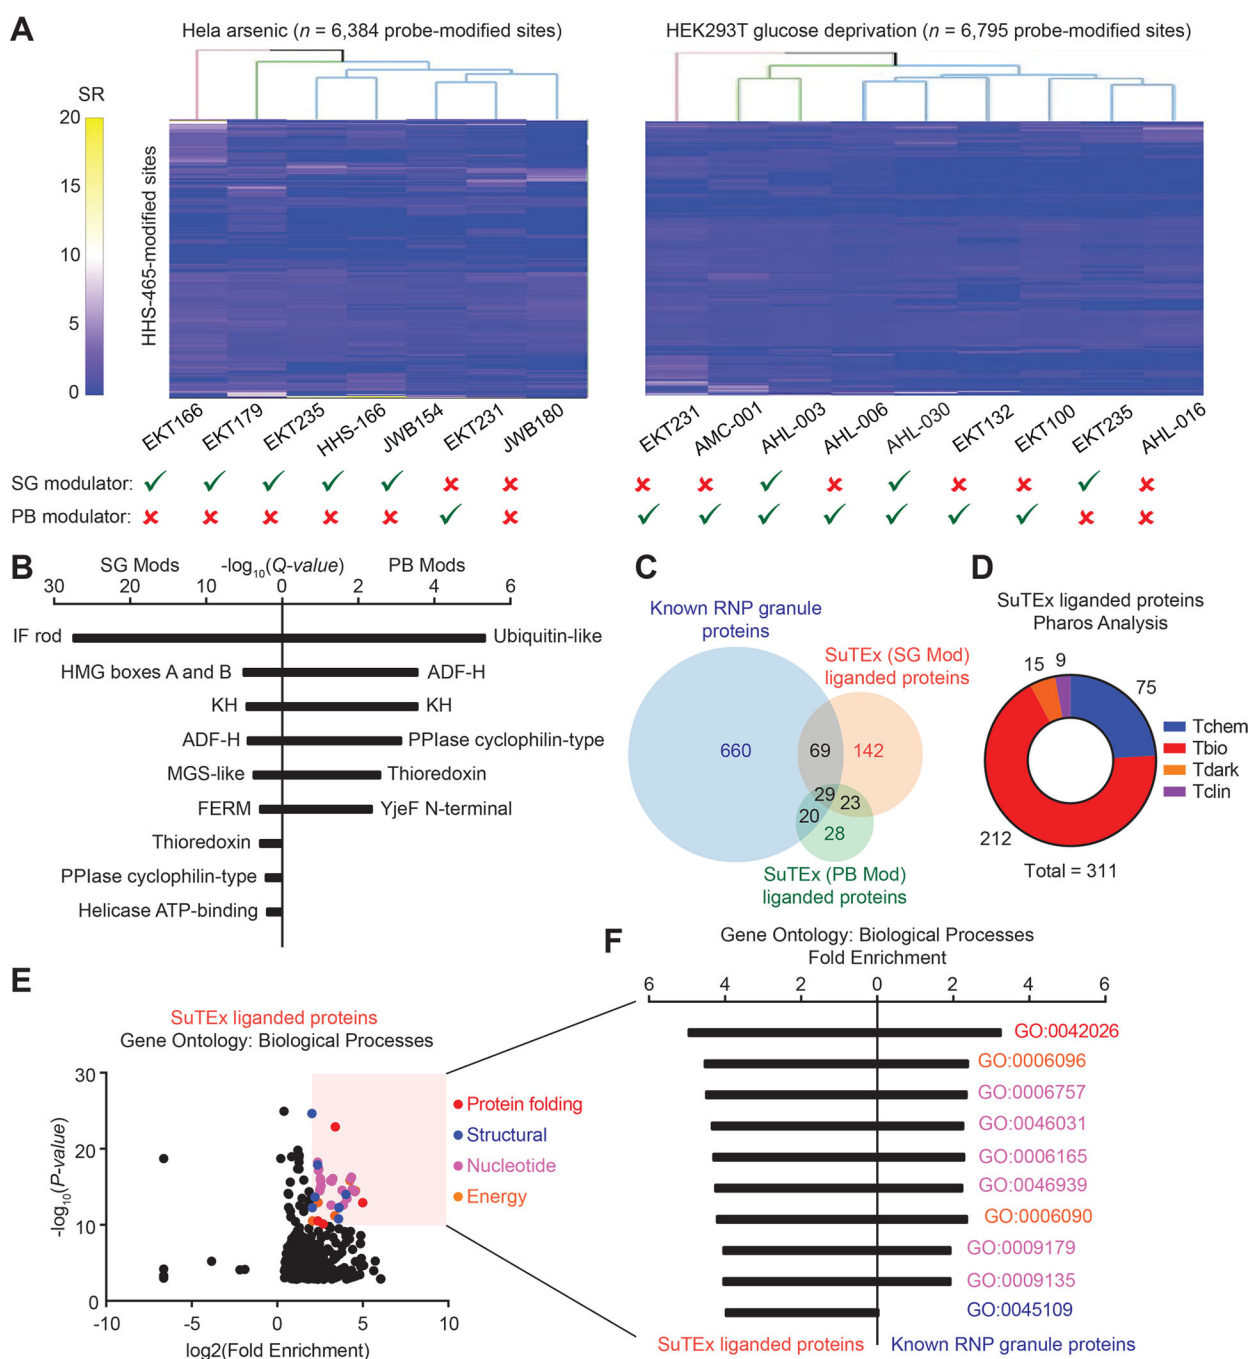 A
Hela arsenic (n = 6,384 probe-modified sites)
HEK293T glucose deprivation (n = 6,795 probe-modified sites)
SR
20
15
10
5
0
HHS-465-modified sites
EKT166
EKT179
EKT235
HHS-166
JWB154
EKT231
JWB180
EKT231
AMC-001
AHL-003
AHL-006
AHL-030
EKT132
EKT100
EKT235
AHL-016
SG modulator:
PB modulator:
B
SG Mods
-log10(Q-value)
PB Mods
30 20 10 0 2 4 6
IF rod
Ubiquitin-like
HMG boxes A and B
ADF-H
KH
KH
ADF-H
PPIase cyclophilin-type
MGS-like
Thioredoxin
FERM
YjeF N-terminal
Thioredoxin
PPIase cyclophilin-type
Helicase ATP-binding
C
Known RNP granule
proteins
SuTEx (SG Mod)
liganded proteins
660
69
142
29
23
20
28
SuTEx (PB Mod)
liganded proteins
D
SuTEx liganded proteins
Pharos Analysis
15
9
75
212
Tchem
Tbio
Tdark
Tclin
Total = 311
E
SuTEx liganded proteins
Gene Ontology: Biological Processes
-log10(P-value)
30
20
10
0
-10 -5 0 5 10
log2(Fold Enrichment)
Protein folding
Structural
Nucleotide
Energy
F
Gene Ontology: Biological Processes
Fold Enrichment
6 4 2 0 2 4 6
GO:0042026
GO:0006096
GO:0006757
GO:0046031
GO:0006165
GO:0046939
GO:0006090
GO:0009179
GO:0009135
GO:0045109
SuTEx liganded proteins
Known RNP granule proteins